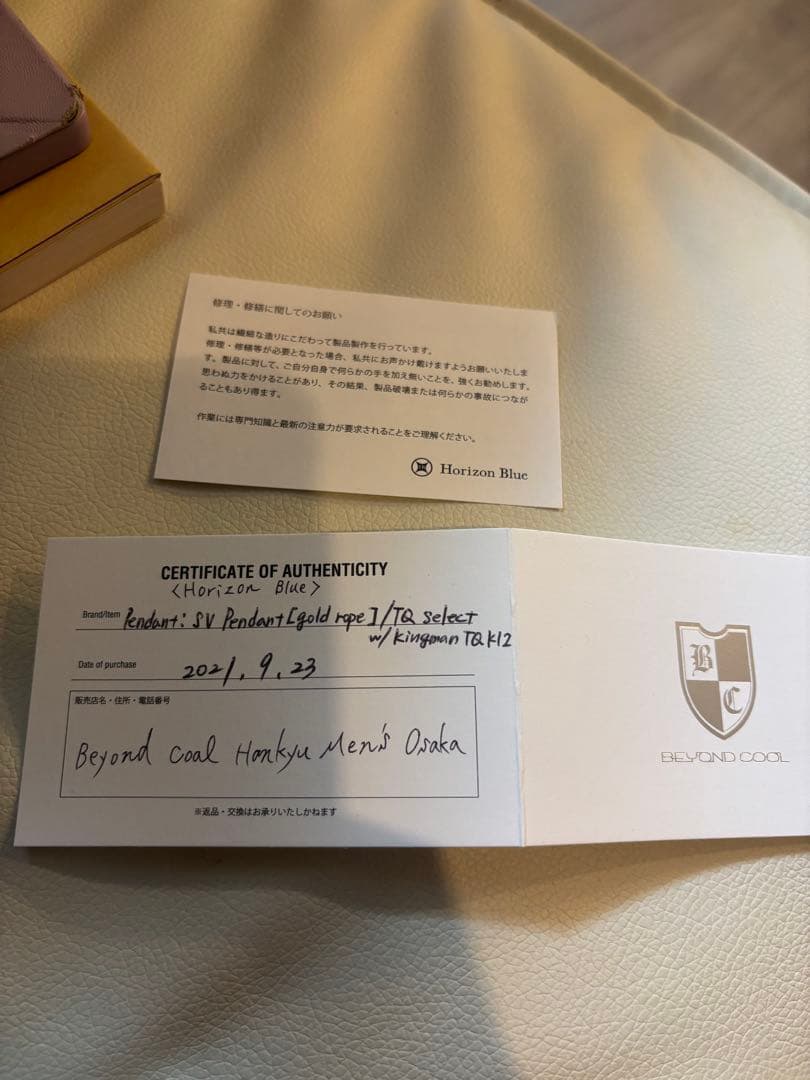 修理・修繕に関してのお願い
私共は繊細な造りにこだわって製品製作を行っています。
修理・修繕等が必要となった場合、私共にお声かけ戴けますようお願いいたしま
す。製品に対して、ご自分自身で何らかの手を加え無いことを、強くお勧めします。
思わぬ力をかけることがあり、その結果、製品破壊または何らかの事故につなが
ることもあり得ます。
作業には専門知識と最新の注意力が要求されることをご理解ください。
Horizon Blue
CERTIFICATE OF AUTHENTICITY
<Horizon Blue>
Brand/Item Pendant: SV Pendant [gold rope] / TQ select
w/ Kingman TQ K12
Date of purchase 2021. 9. 23
販売店名・住所・電話番号
Beyond cool Hankyu Men's Osaka
※返品・交換はお承りいたしかねます
B
C
BEYOND COOL